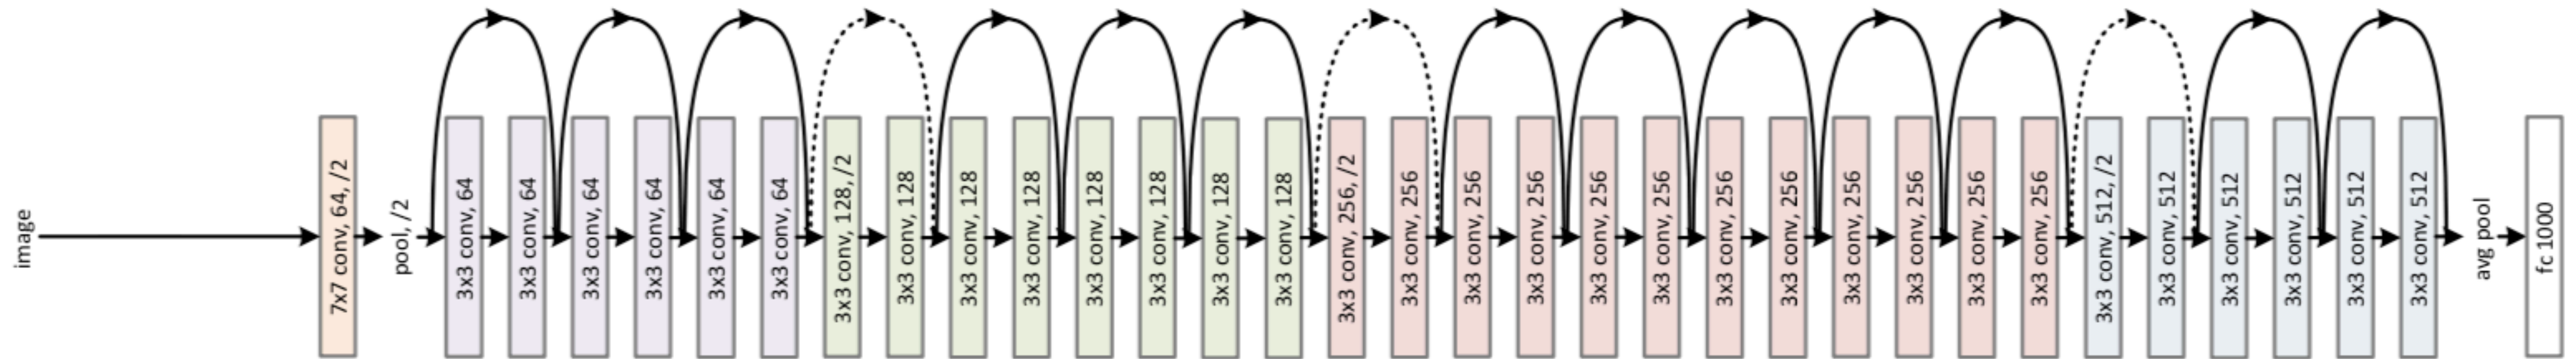 image
7x7 conv, 64, /2
pool, /2
3x3 conv, 64
3x3 conv, 64
3x3 conv, 64
3x3 conv, 64
3x3 conv, 64
3x3 conv, 64
3x3 conv, 128, /2
3x3 conv, 128
3x3 conv, 128
3x3 conv, 128
3x3 conv, 128
3x3 conv, 128
3x3 conv, 128
3x3 conv, 128
3x3 conv, 256, /2
3x3 conv, 256
3x3 conv, 256
3x3 conv, 256
3x3 conv, 256
3x3 conv, 256
3x3 conv, 256
3x3 conv, 256
3x3 conv, 256
3x3 conv, 256
3x3 conv, 256
3x3 conv, 256
3x3 conv, 512, /2
3x3 conv, 512
3x3 conv, 512
3x3 conv, 512
3x3 conv, 512
3x3 conv, 512
avg pool
fc 1000